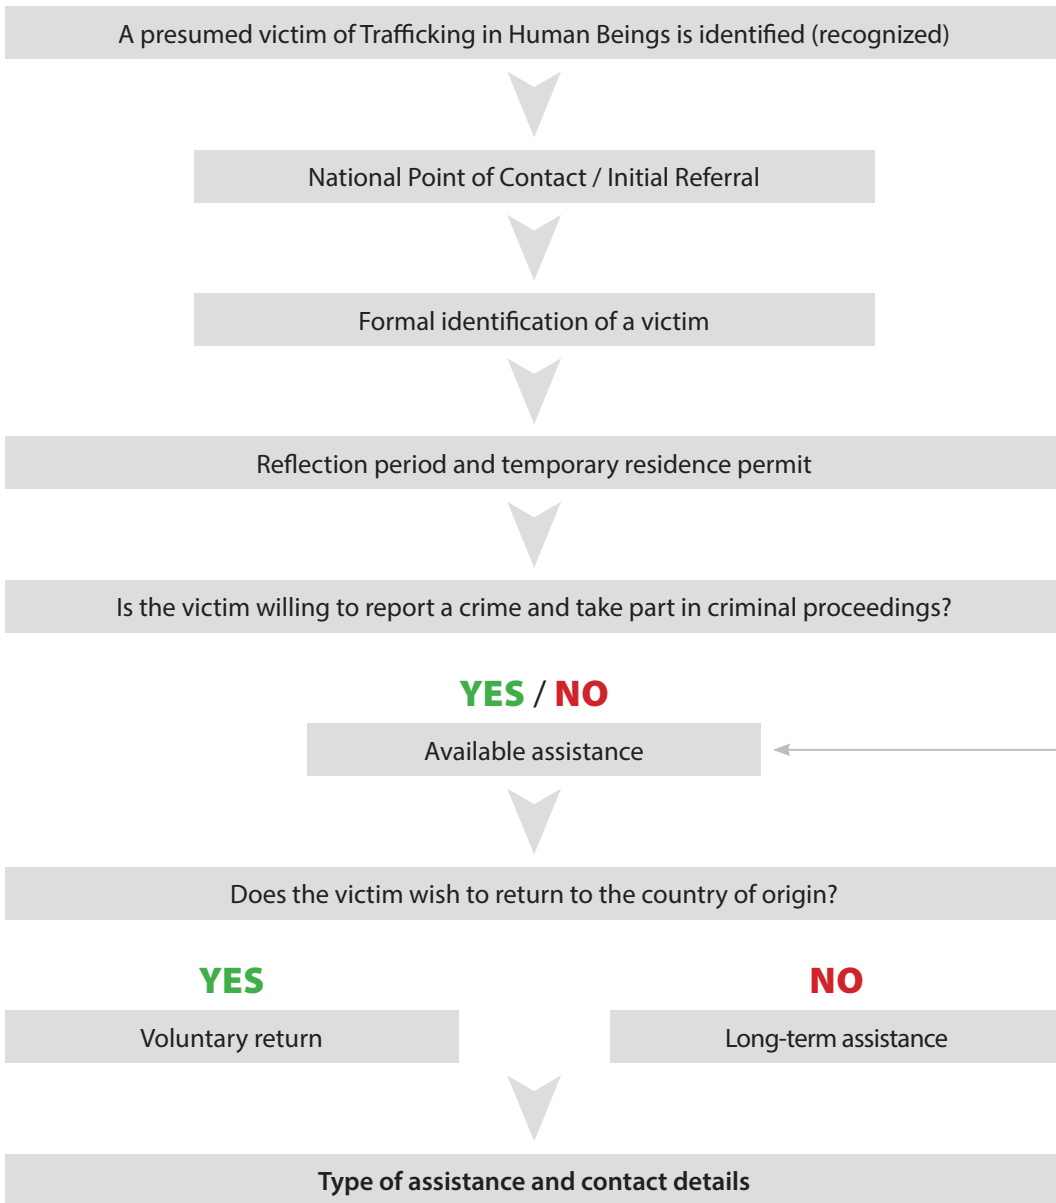 A presumed victim of Trafficking in Human Beings is identified (recognized)
National Point of Contact / Initial Referral
Formal identification of a victim
Reflection period and temporary residence permit
Is the victim willing to report a crime and take part in criminal proceedings?
YES / NO
Available assistance
Does the victim wish to return to the country of origin?
YES
NO
Voluntary return
Long-term assistance
Type of assistance and contact details